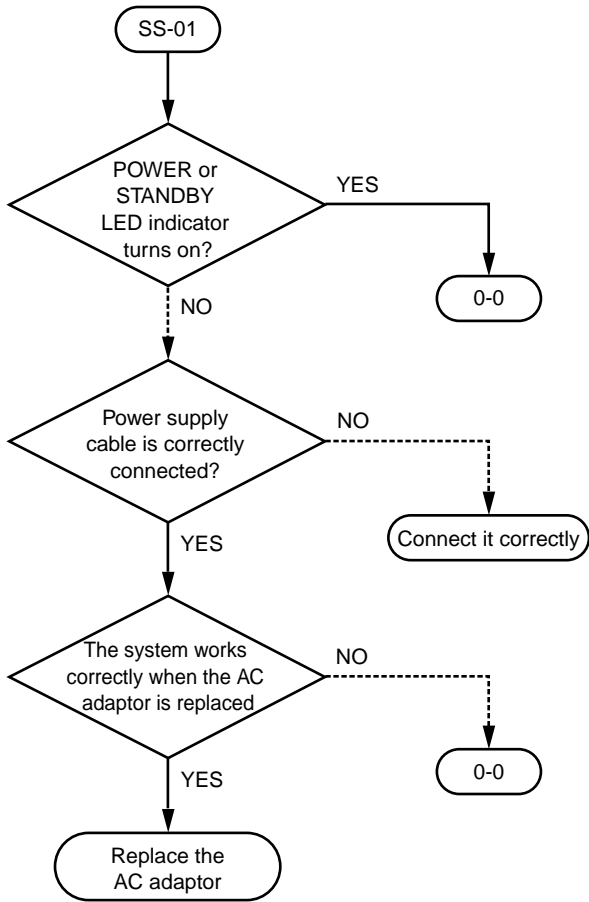 SS-01
POWER or
STANDBY
LED indicator
turns on?
YES
0-0
NO
Power supply
cable is correctly
connected?
NO
Connect it correctly
YES
The system works
correctly when the AC
adaptor is replaced
NO
0-0
YES
Replace the
AC adaptor